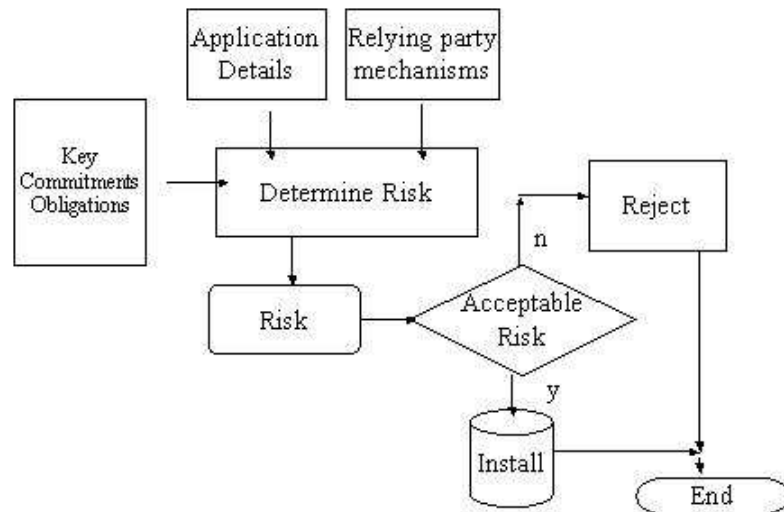 Application
Details
Relying party
mechanisms
Key
Commitments
Obligations
Determine Risk
Reject
n
Risk
Acceptable
Risk
y
Install
End